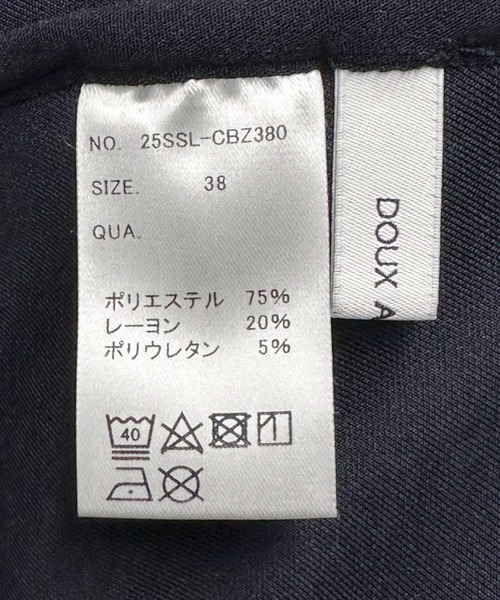 NO. 25SSL-CBZ380
SIZE. 38
QUA.
ポリエステル 75%
レーヨン 20%
ポリウレタン 5%
40
DOUX A